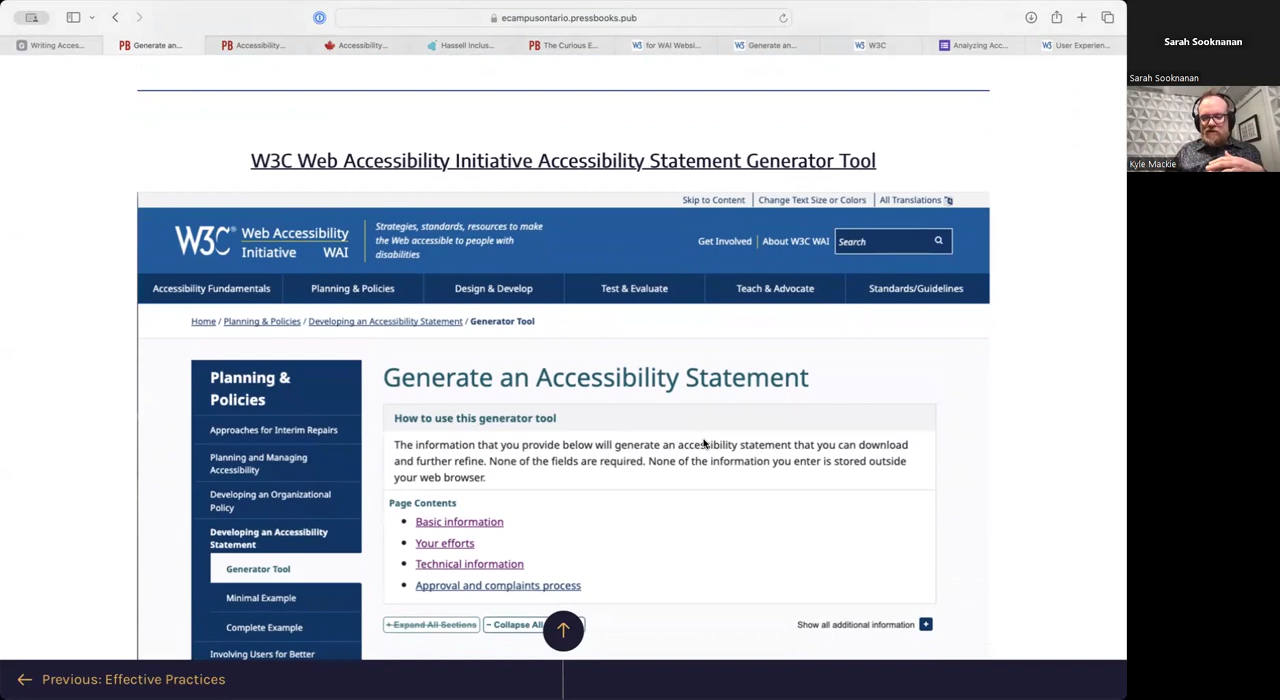 ecampusontario.pressbooks.pub
Writing Acces...
PB Generate an...
PB Accessibility...
Accessibility...
Hassell Inclus...
PB The Curious E...
W3 for WAI Websi...
W3 Generate an...
W3 W3C
Analyzing Acc...
W3 User Experien...
Sarah Sooknanan
Sarah Sooknanan
Kyle Mackie
W3C Web Accessibility Initiative Accessibility Statement Generator Tool
Skip to Content
Change Text Size or Colors
All Translations
W3C® Web Accessibility
Initiative WAI
Strategies, standards, resources to make
the Web accessible to people with
disabilities
Get Involved
About W3C WAI
Search
Accessibility Fundamentals
Planning & Policies
Design & Develop
Test & Evaluate
Teach & Advocate
Standards/Guidelines
Home / Planning & Policies / Developing an Accessibility Statement / Generator Tool
Planning &
Policies
Approaches for Interim Repairs
Planning and Managing
Accessibility
Developing an Organizational
Policy
Developing an Accessibility
Statement
Generator Tool
Minimal Example
Complete Example
Involving Users for Better
Generate an Accessibility Statement
How to use this generator tool
The information that you provide below will generate an accessibility statement that you can download
and further refine. None of the fields are required. None of the information you enter is stored outside
your web browser.
Page Contents
• Basic information
• Your efforts
• Technical information
• Approval and complaints process
+ Expand All Sections
− Collapse All
Show all additional information +
← Previous: Effective Practices